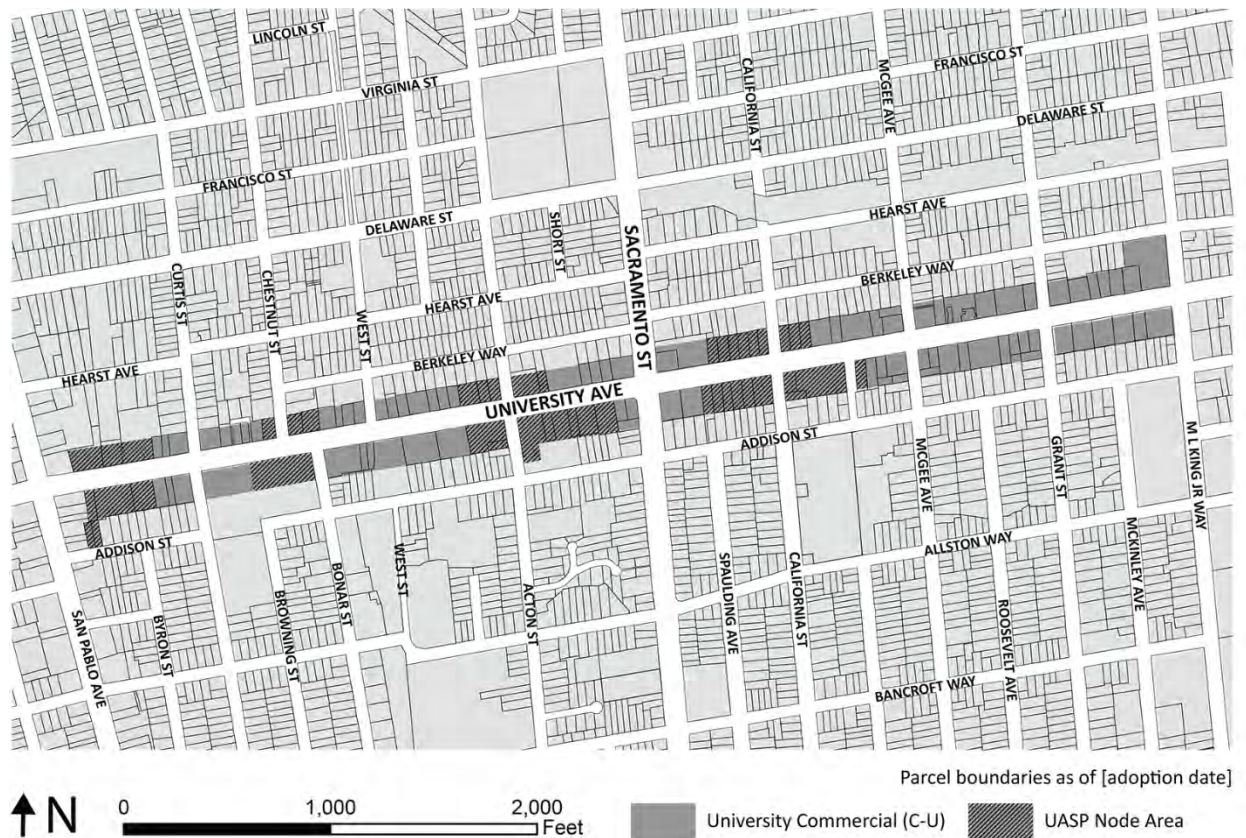 LINCOLN ST
VIRGINIA ST
FRANCISCO ST
CALIFORNIA ST
MCGEE AVE
FRANCISCO ST
DELAWARE ST
DELAWARE ST
SHORT ST
HEARST AVE
SACRAMENTO ST
CURTIS ST
CHESTNUT ST
WEST ST
HEARST AVE
BERKELEY WAY
HEARST AVE
BERKELEY WAY
UNIVERSITY AVE
ADDISON ST
ADDISON ST
MCGEE AVE
GRANT ST
M L KING JR WAY
ALLSTON WAY
MCKINLEY AVE
SAN PABLO AVE
BYRON ST
BROWNING ST
BONAR ST
WEST ST
ACTON ST
SPAULDING AVE
CALIFORNIA ST
ROOSEVELT AVE
BANCROFT WAY
Parcel boundaries as of [adoption date]
N
0 1,000 2,000
Feet
University Commercial (C-U)
UASP Node Area